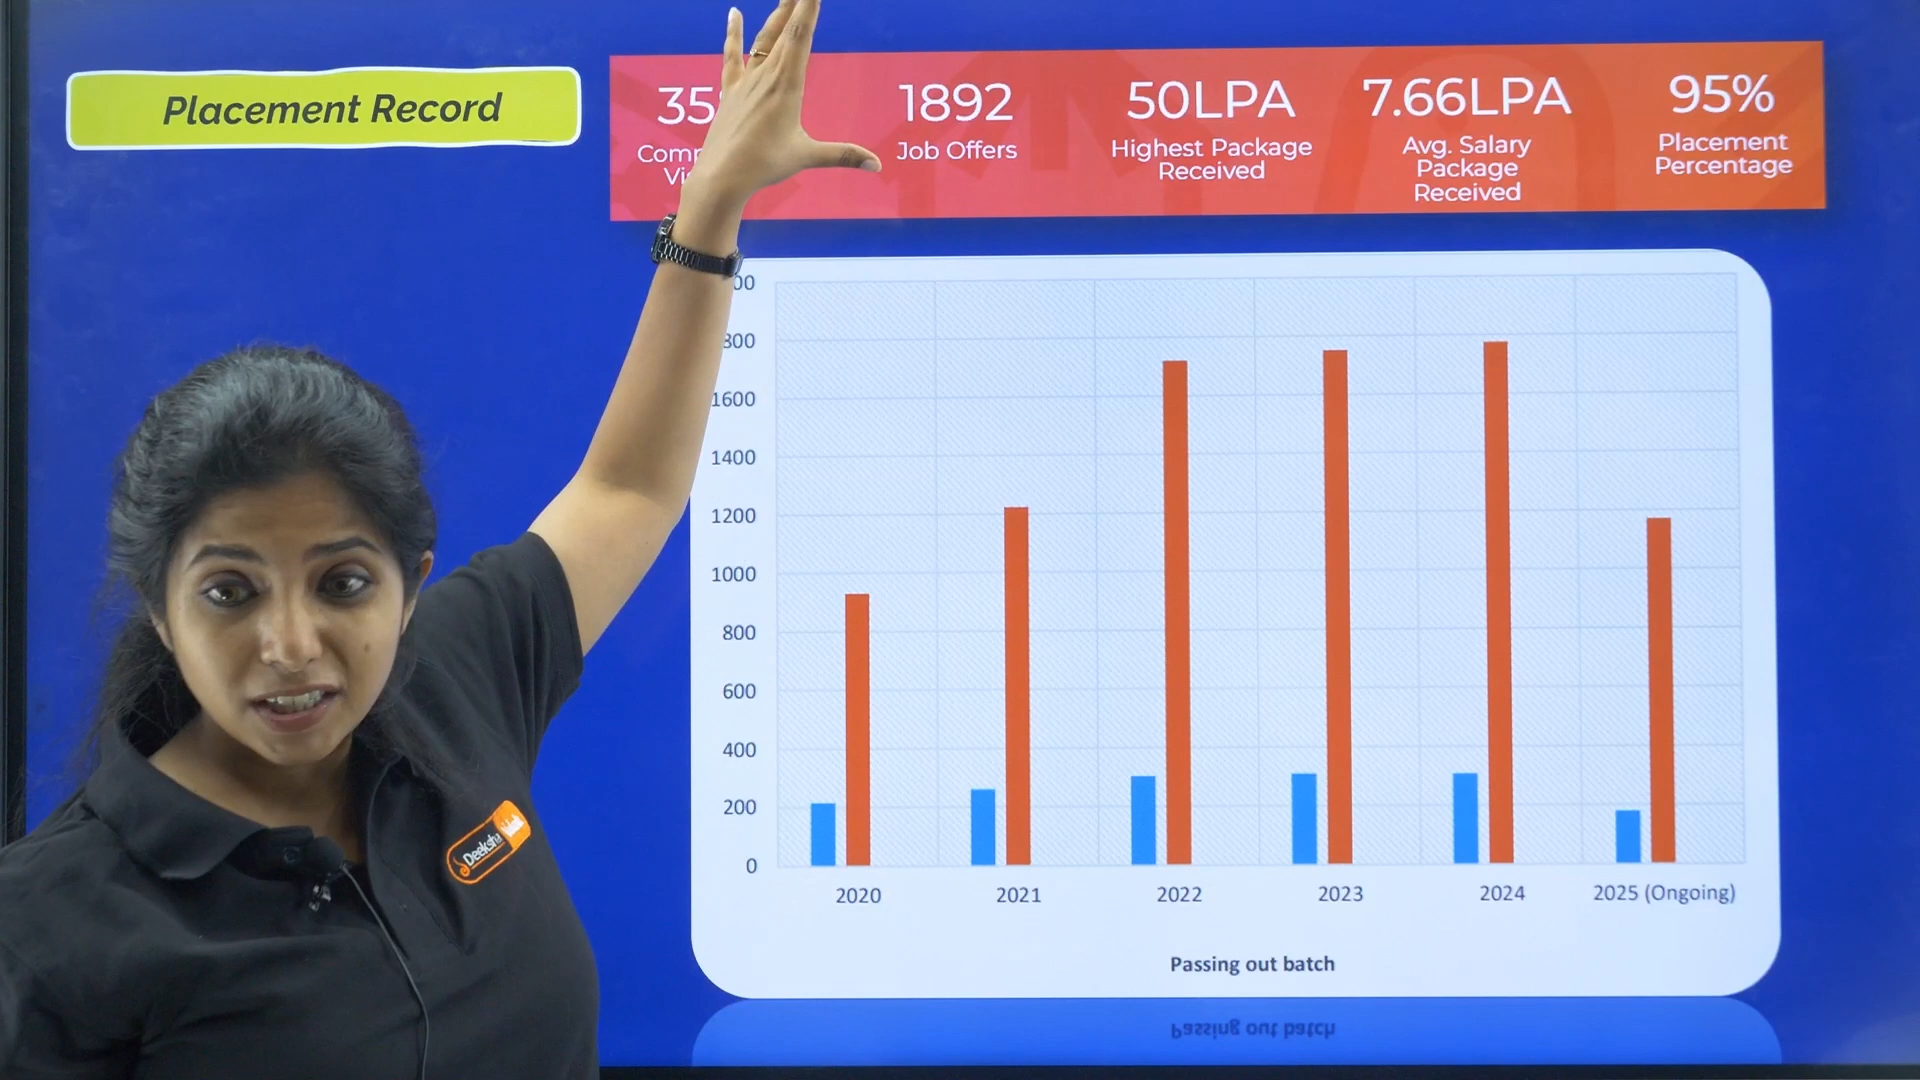 Placement Record
1892
Job Offers
50LPA
Highest Package
Received
7.66LPA
Avg. Salary
Package
Received
95%
Placement
Percentage
1600
1400
1200
1000
800
600
400
200
0
2020
2021
2022
2023
2024
2025 (Ongoing)
Passing out batch
Deeksha